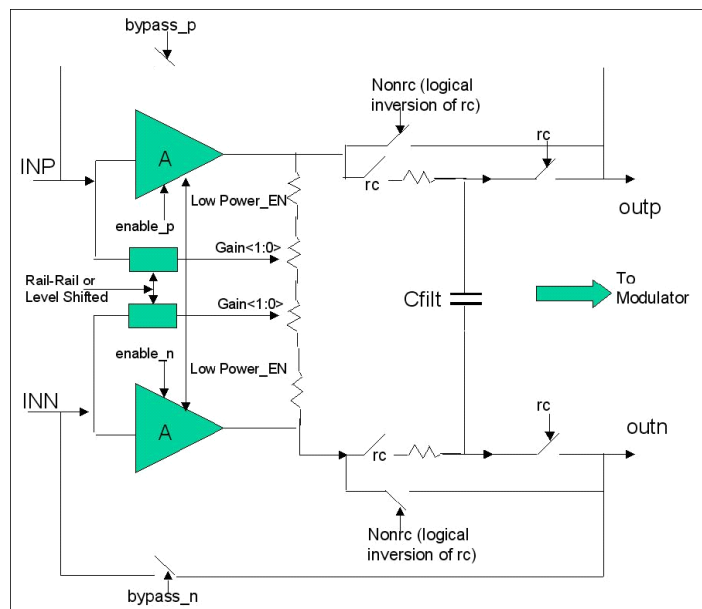 bypass_p
Nonrc (logical
inversion of rc)
rc
A
INP
rc
Low Power_EN
outp
enable_p
Gain<1:0>
Rail-Rail or
Level Shifted
To
Modulator
Cfilt
Gain<1:0>
enable_n
Low Power_EN
INN
rc
outn
A
rc
Nonrc (logical
inversion of rc)
bypass_n